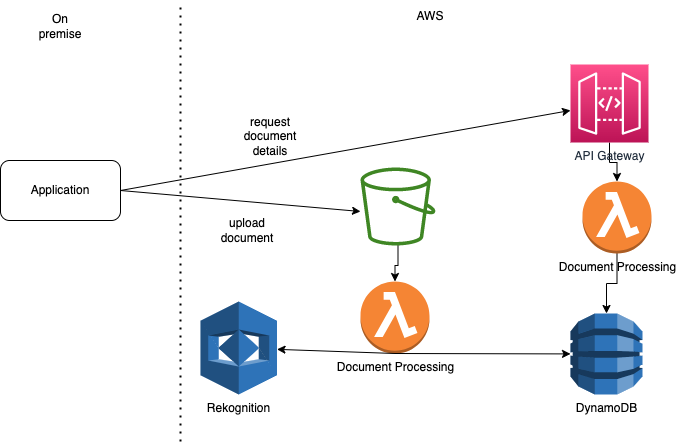 On
premise
AWS
request
document
details
API Gateway
Application
upload
document
Document Processing
Document Processing
Rekognition
DynamoDB